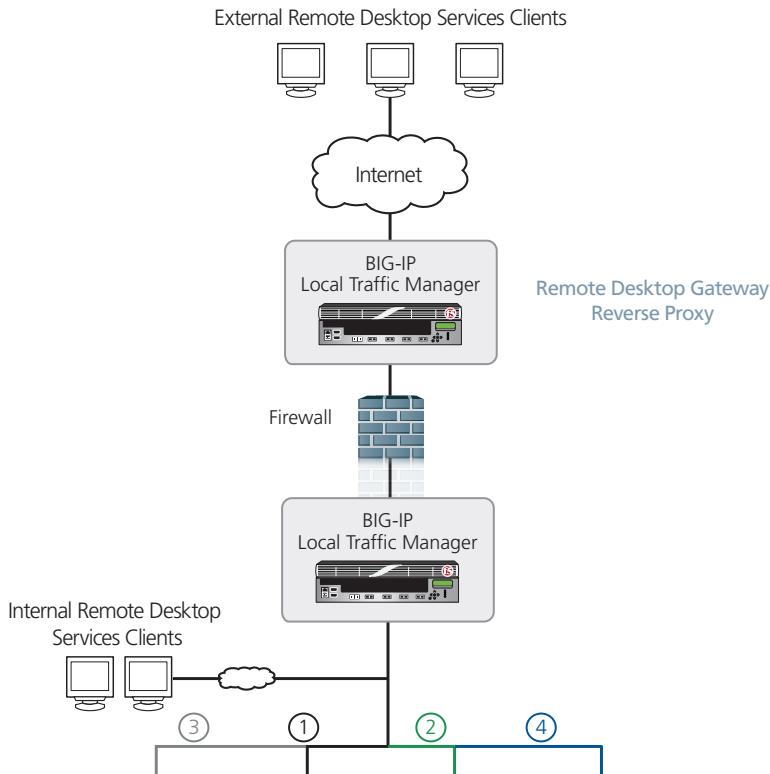 External Remote Desktop Services Clients
Internet
BIG-IP
Local Traffic Manager
Remote Desktop Gateway
Reverse Proxy
Firewall
BIG-IP
Local Traffic Manager
Internal Remote Desktop
Services Clients
3
1
2
4